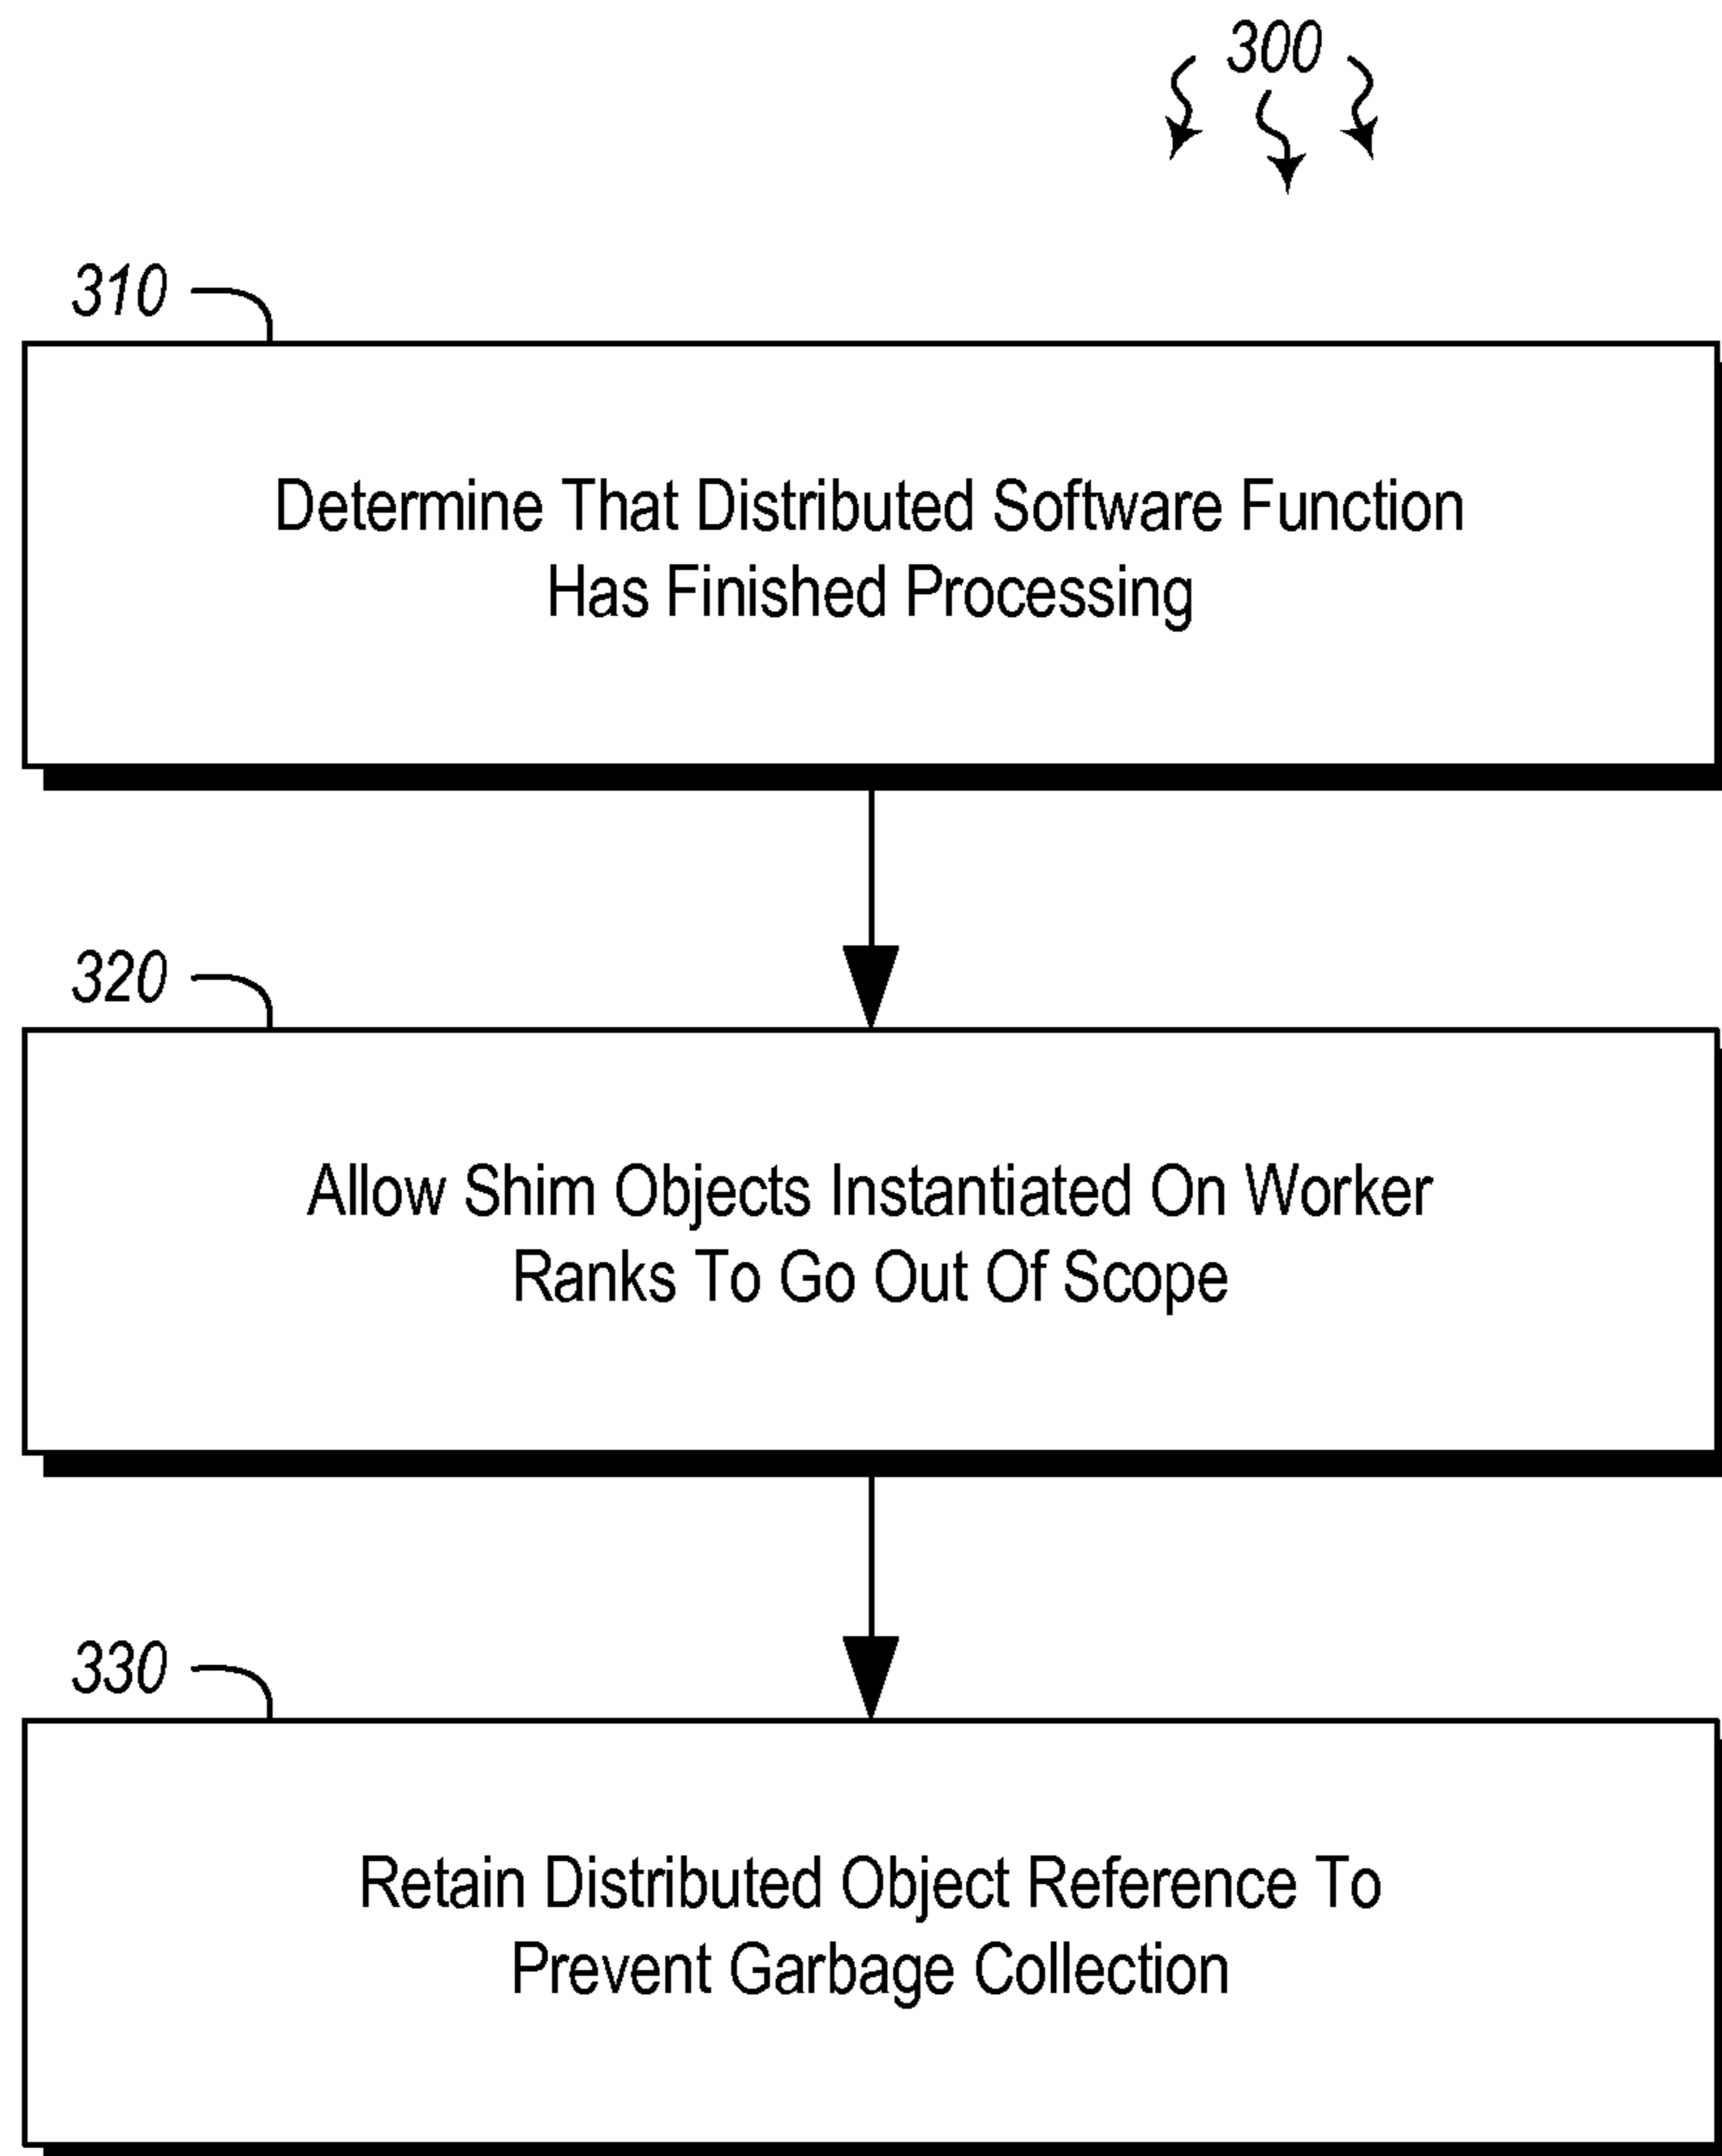 300
310
Determine That Distributed Software Function
Has Finished Processing
320
Allow Shim Objects Instantiated On Worker
Ranks To Go Out Of Scope
330
Retain Distributed Object Reference To
Prevent Garbage Collection